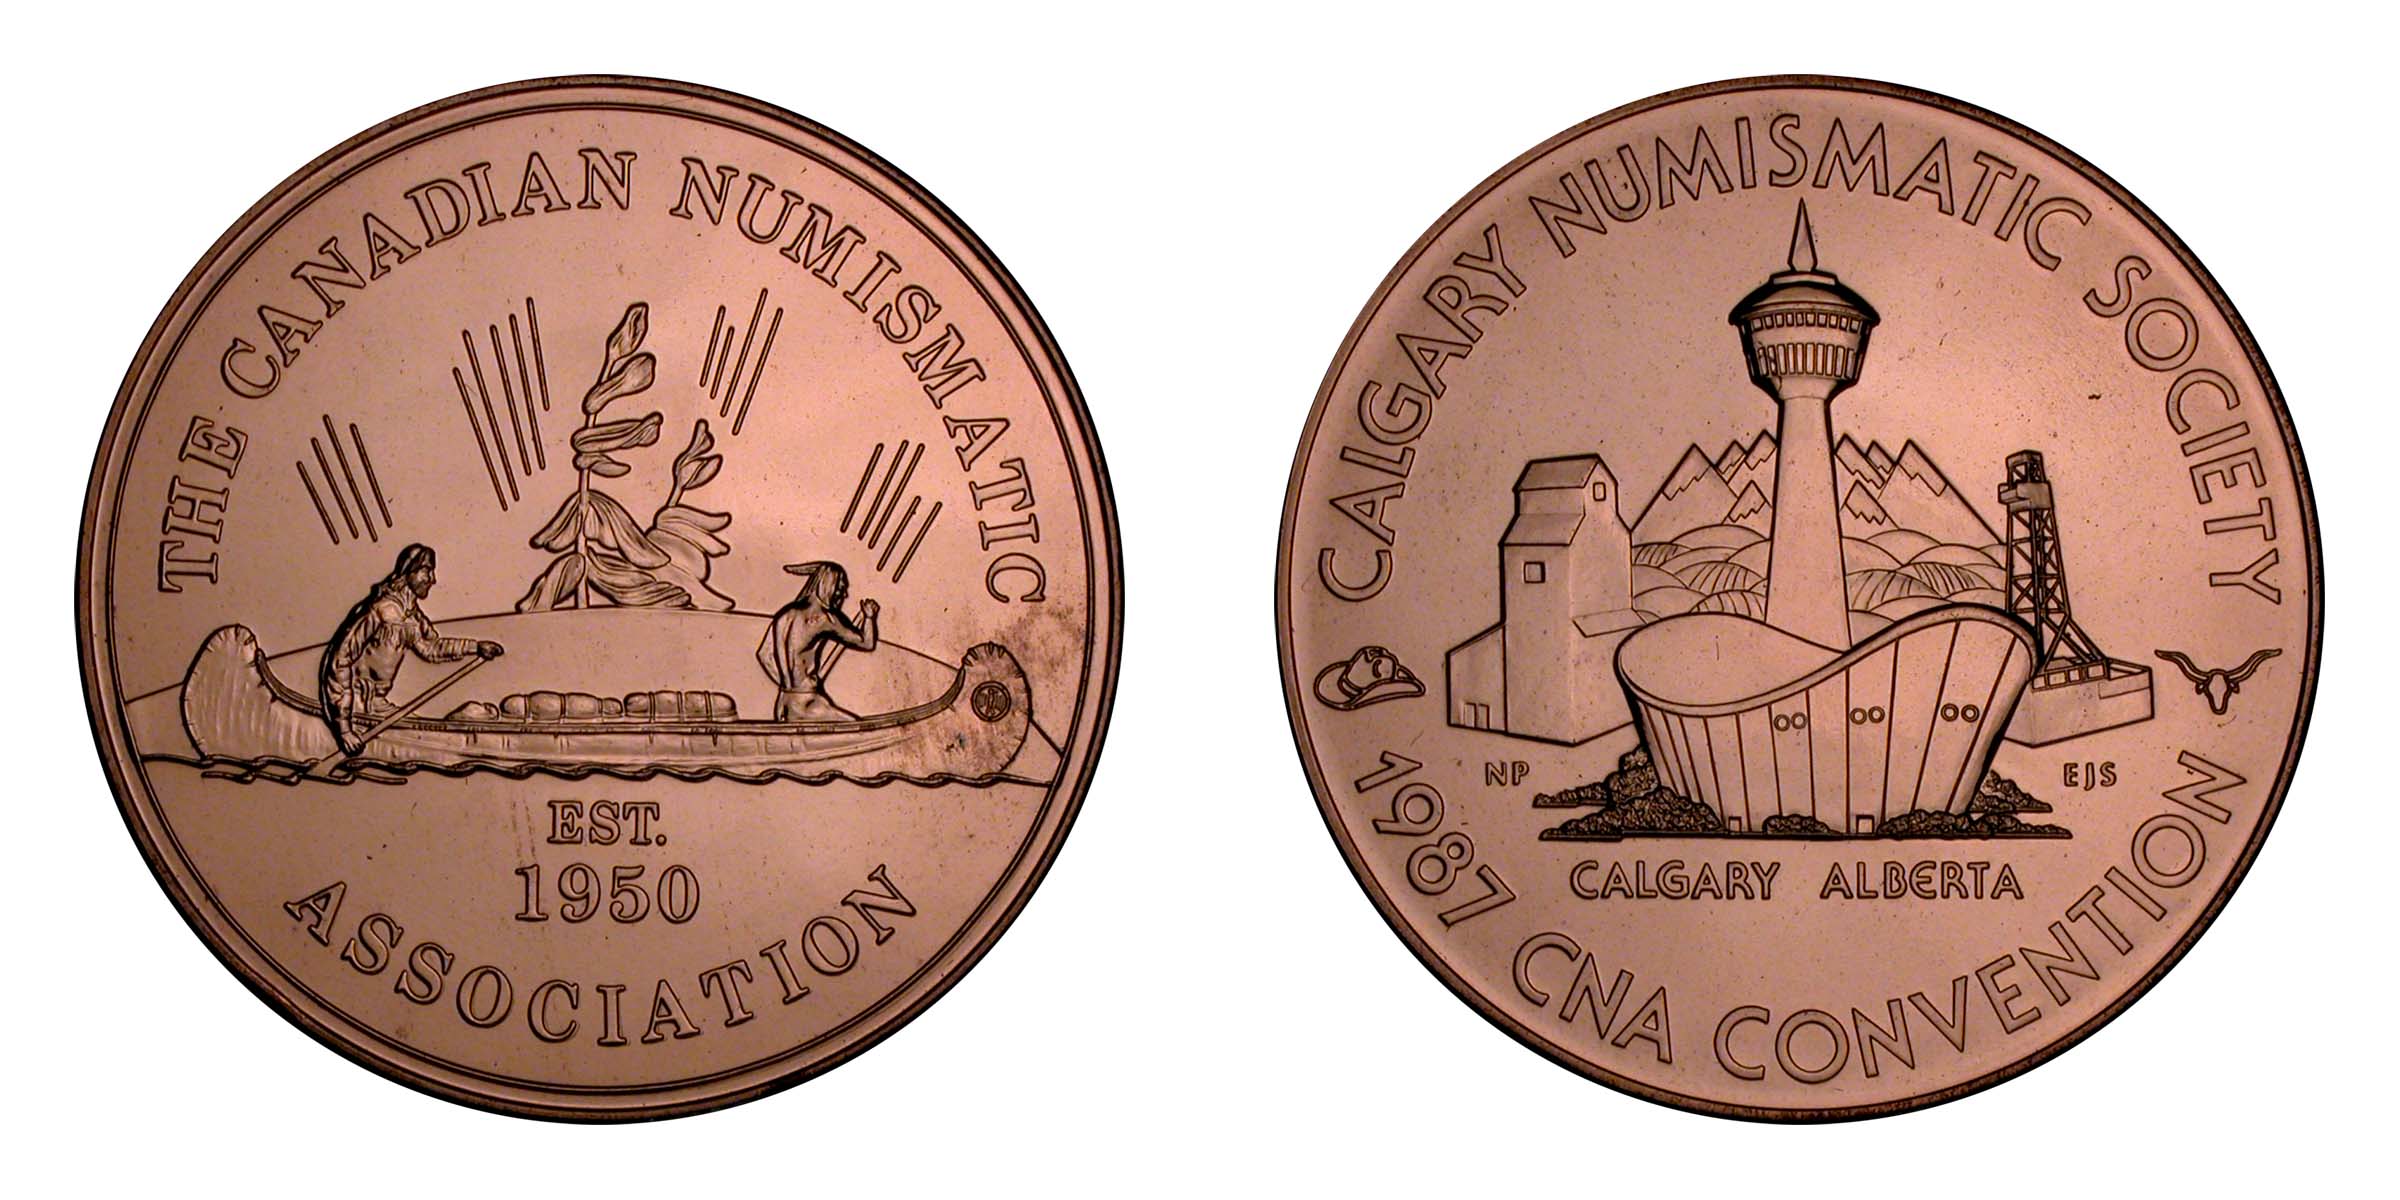 THE CANADIAN NUMISMATIC
EST.
1950
ASSOCIATION
CALGARY NUMISMATIC SOCIETY
NP
EJS
CALGARY ALBERTA
1987 CNA CONVENTION